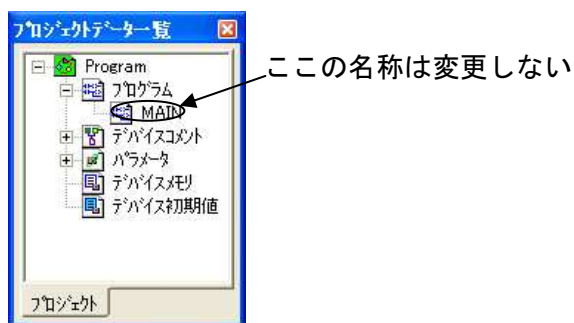 ﾌﾟﾛｼﾞｪｸﾄﾃﾞｰﾀ一覧
ここの名称は変更しない
Program
ﾌﾟﾛｸﾞﾗﾑ
MAIN
ﾃﾞﾊﾞｲｽｺﾒﾝﾄ
ﾊﾟﾗﾒｰﾀ
ﾃﾞﾊﾞｲｽﾒﾓﾘ
ﾃﾞﾊﾞｲｽ初期値
ﾌﾟﾛｼﾞｪｸﾄ